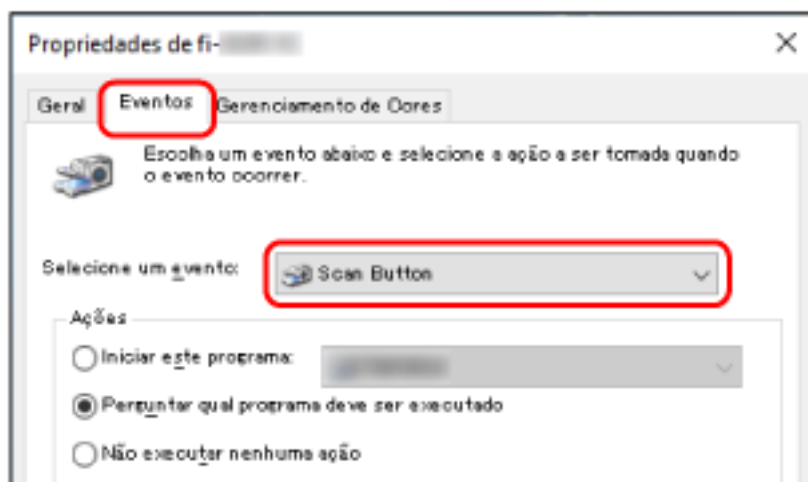 Propriedades de fi-
Geral Eventos Gerenciamento de Cores
Escolha um evento abaixo e selecione a ação a ser tomada quando
o evento ocorrer.
Selecione um evento: Scan Button
Ações
Iniciar este programa:
Perguntar qual programa deve ser executado
Não executar nenhuma ação